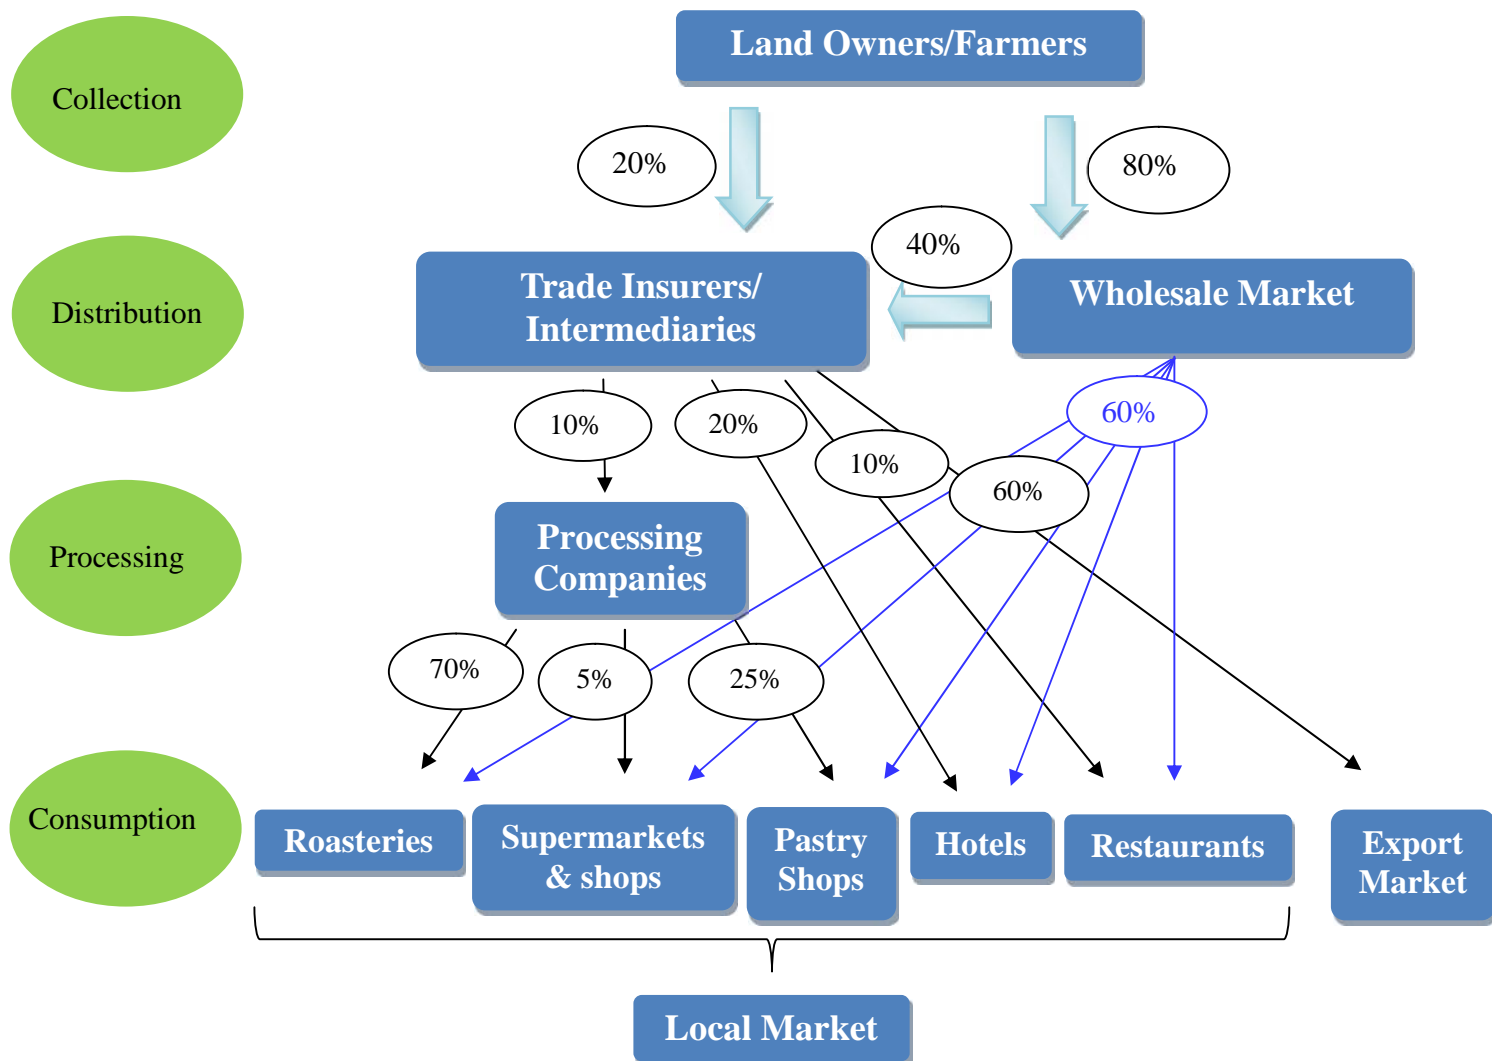 Land Owners/Farmers
Collection
20%
80%
40%
Distribution
Trade Insurers/
Intermediaries
Wholesale Market
10%
20%
10%
60%
60%
Processing
Processing
Companies
70%
5%
25%
Consumption
Roasteries
Supermarkets
& shops
Pastry
Shops
Hotels
Restaurants
Export
Market
Local Market